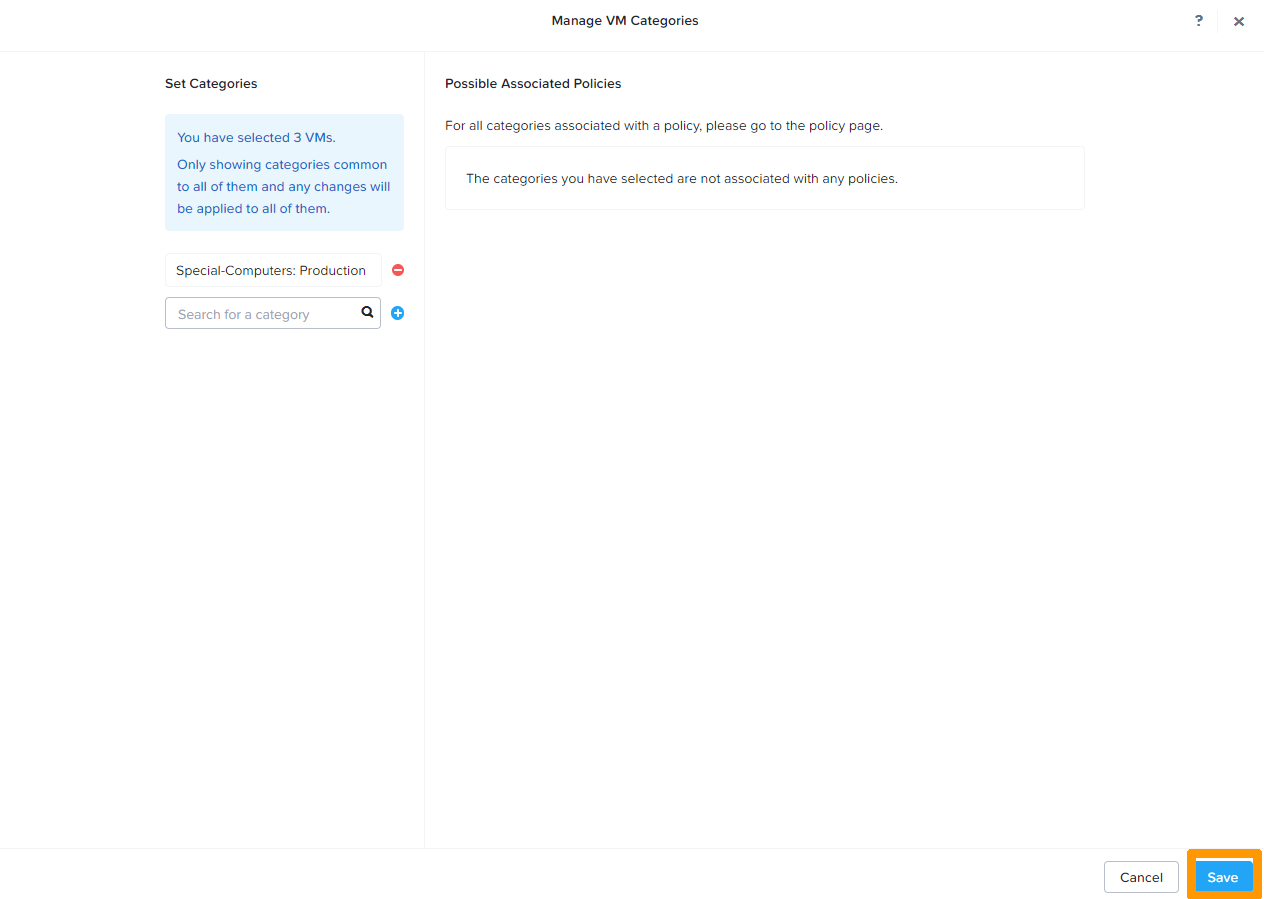 Manage VM Categories
?
Set Categories
You have selected 3 VMs.
Only showing categories common
to all of them and any changes will
be applied to all of them.
Special-Computers: Production
Search for a category
Possible Associated Policies
For all categories associated with a policy, please go to the policy page.
The categories you have selected are not associated with any policies.
Cancel
Save